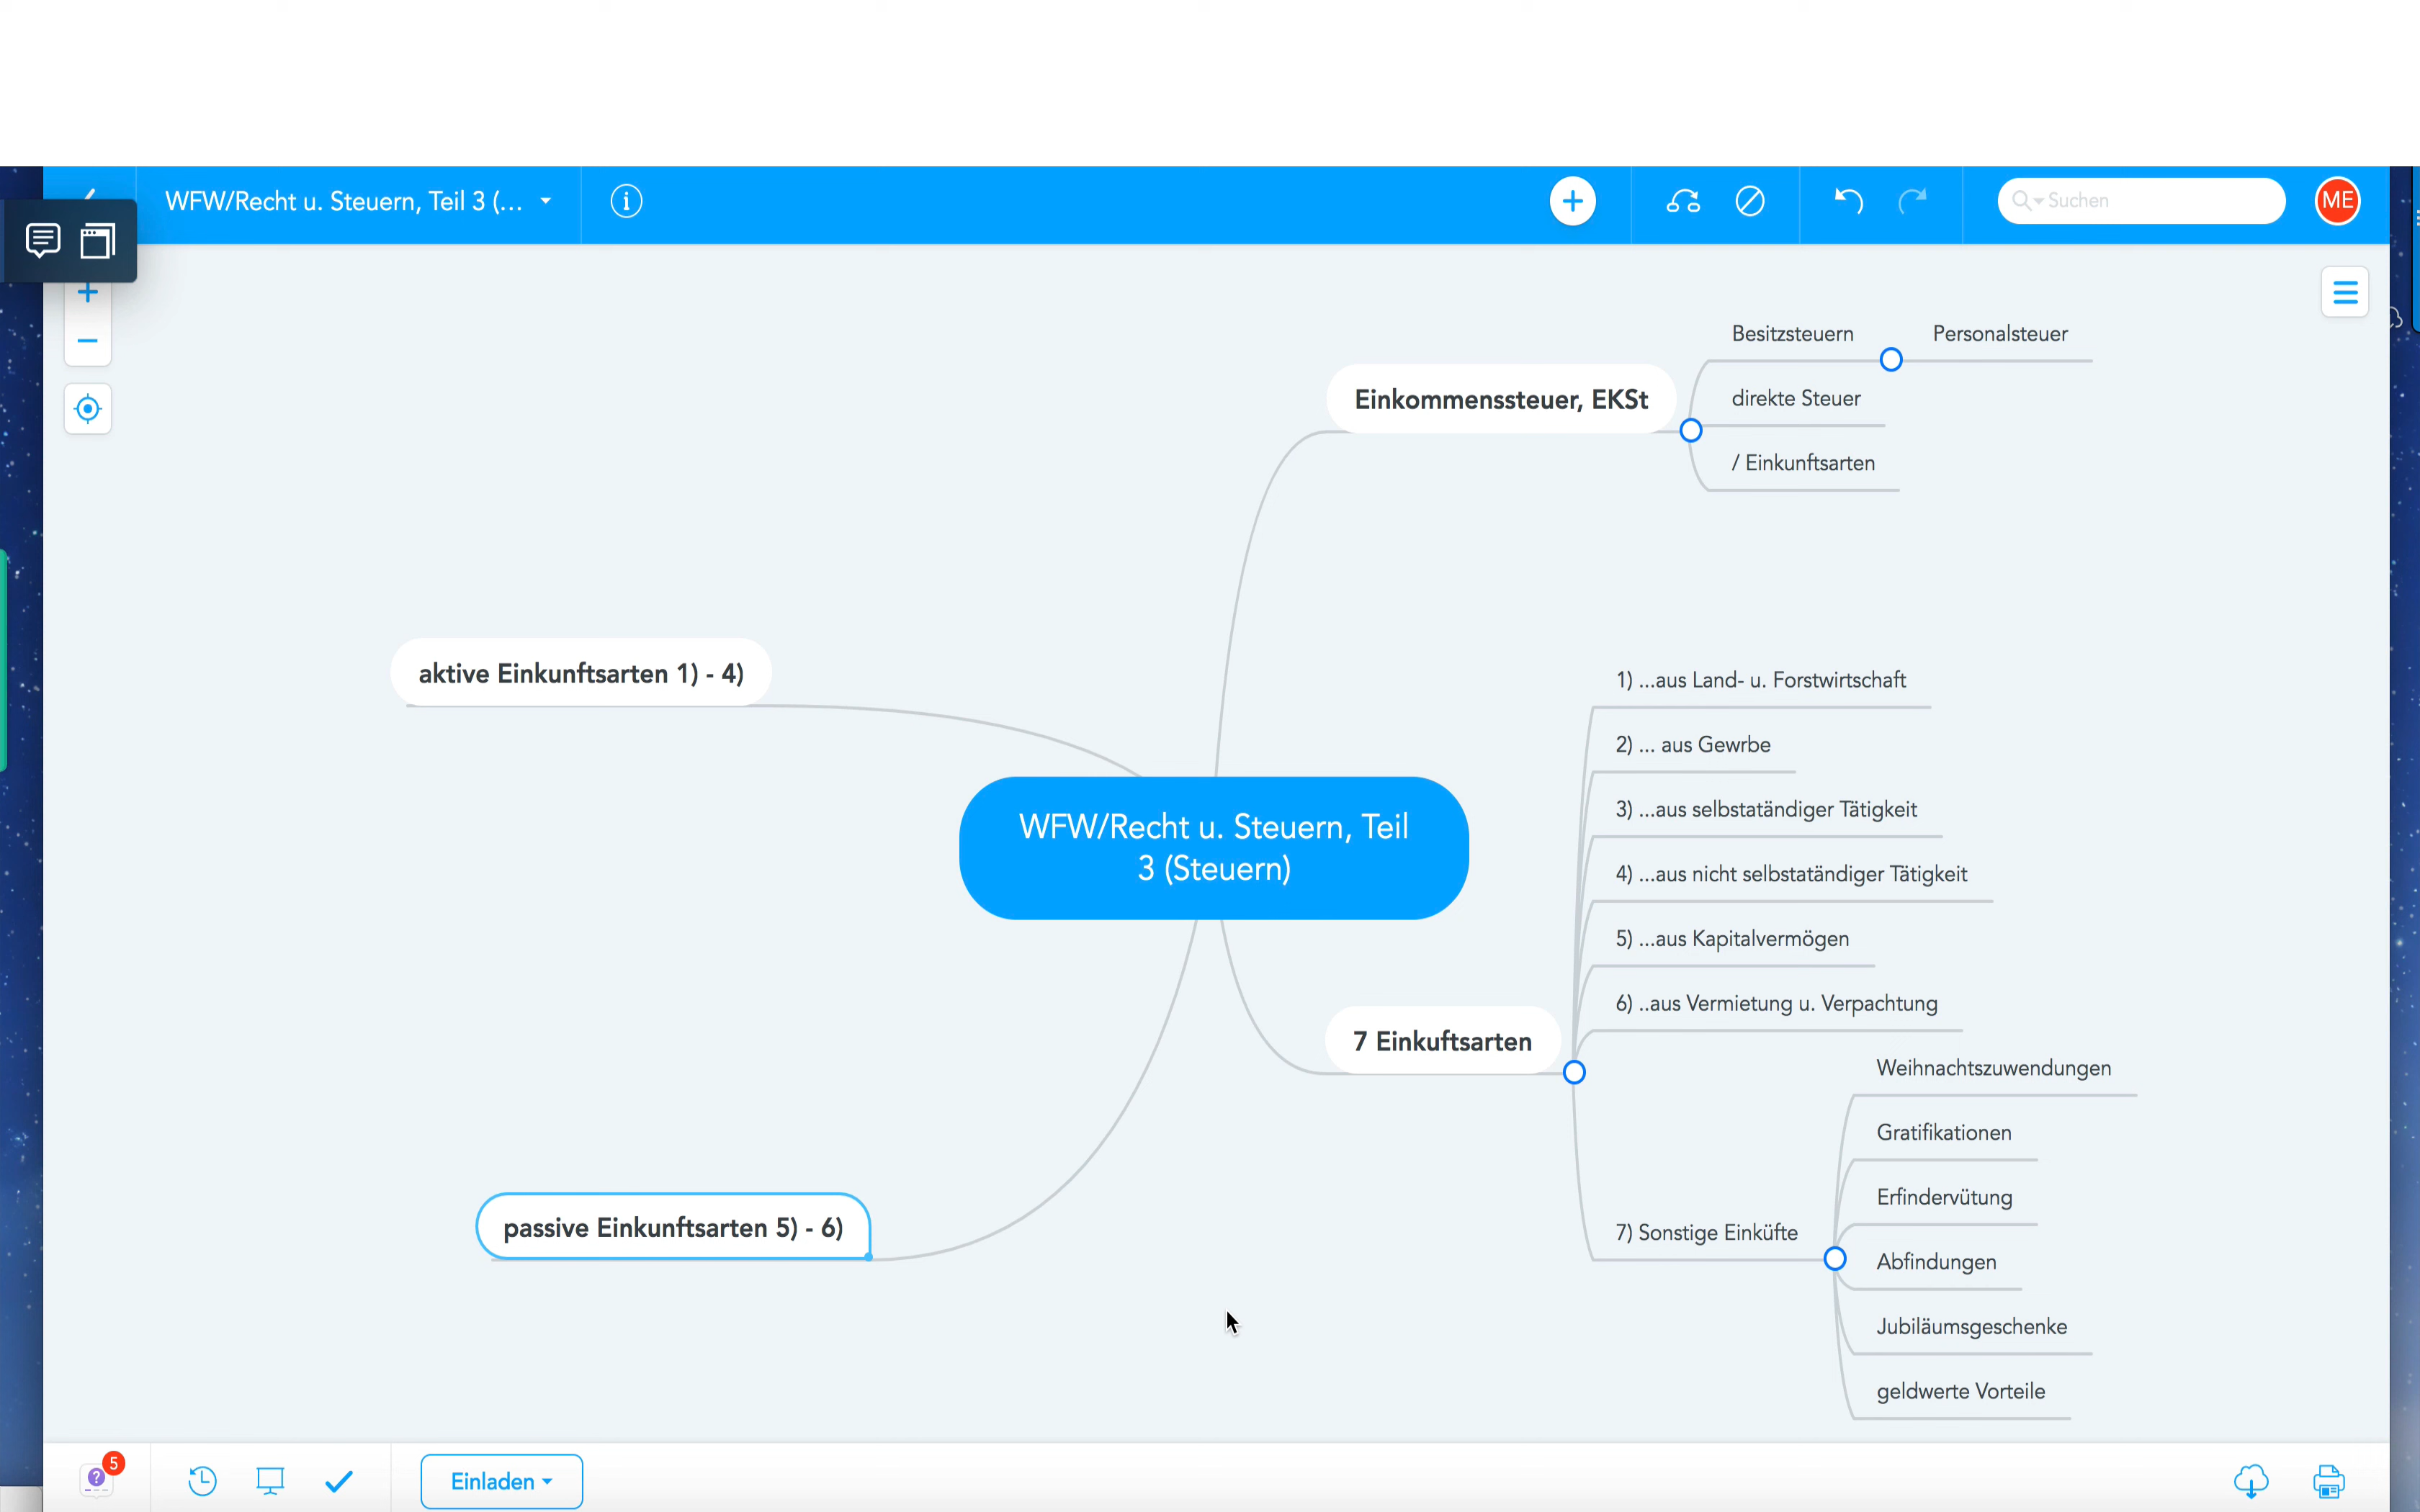 WFW/Recht u. Steuern, Teil 3 (...
Suchen
ME
Besitzsteuern
Personalsteuer
Einkommenssteuer, EKSt
direkte Steuer
/ Einkunftsarten
aktive Einkunftsarten 1) - 4)
1) ...aus Land- u. Forstwirtschaft
2) ... aus Gewrbe
3) ...aus selbstatändiger Tätigkeit
4) ...aus nicht selbstatändiger Tätigkeit
5) ...aus Kapitalvermögen
6) ..aus Vermietung u. Verpachtung
WFW/Recht u. Steuern, Teil
3 (Steuern)
7 Einkuftsarten
Weihnachtszuwendungen
Gratifikationen
Erfindervütung
7) Sonstige Einküfte
Abfindungen
Jubiläumsgeschenke
geldwerte Vorteile
passive Einkunftsarten 5) - 6)
5
Einladen